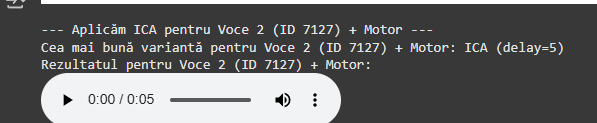 --- Aplicăm ICA pentru Voce 2 (ID 7127) + Motor ---
Cea mai bună variantă pentru Voce 2 (ID 7127) + Motor: ICA (delay=5)
Rezultatul pentru Voce 2 (ID 7127) + Motor:
0:00 / 0:05